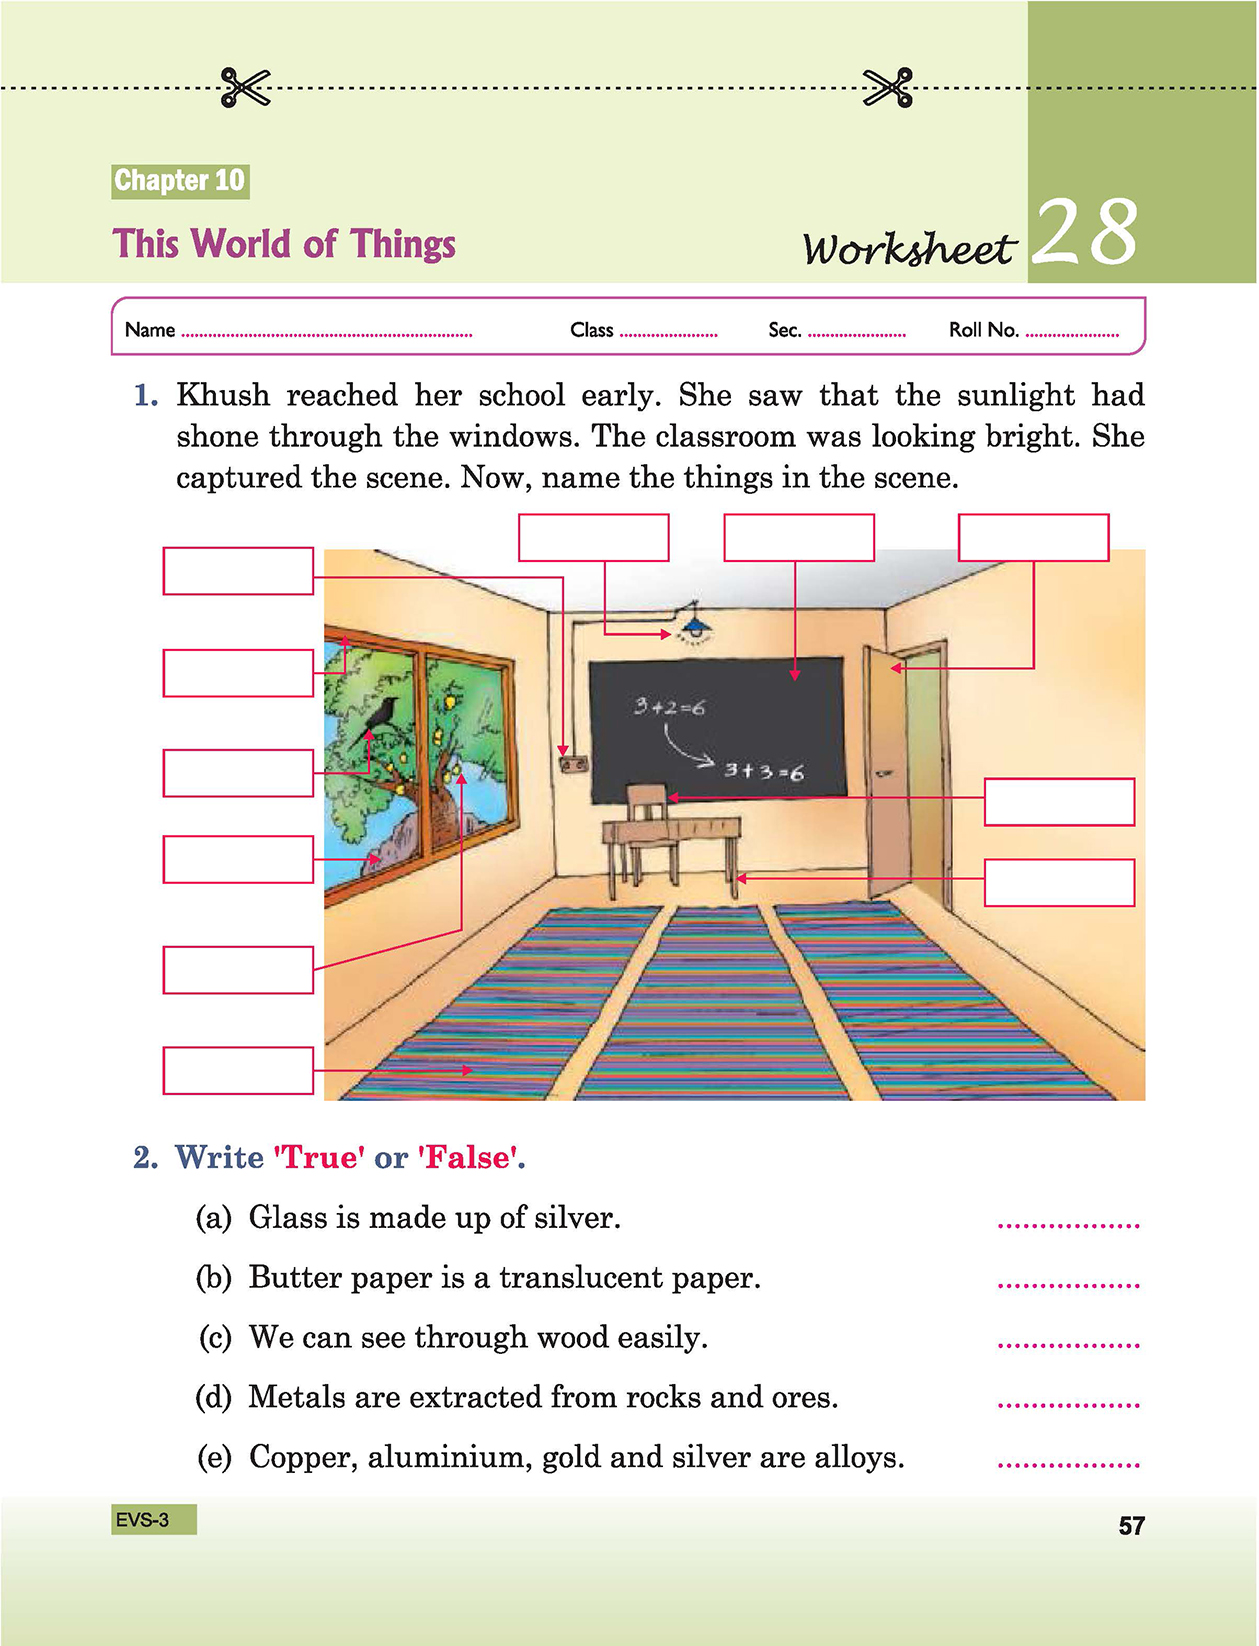 Chapter 10
This World of Things
Worksheet 28
Name ........................ Class ........................ Sec. ........................ Roll No. ........................
1. Khush reached her school early. She saw that the sunlight had
shone through the windows. The classroom was looking bright. She
captured the scene. Now, name the things in the scene.
3+2=6
3+3=6
2. Write 'True' or 'False'.
(a) Glass is made up of silver. .................
(b) Butter paper is a translucent paper. .................
(c) We can see through wood easily. .................
(d) Metals are extracted from rocks and ores. .................
(e) Copper, aluminium, gold and silver are alloys. .................
EVS-3
57